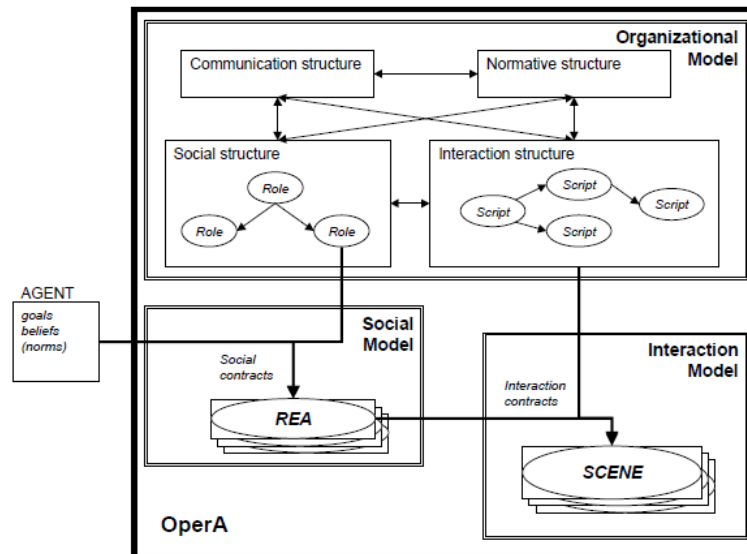 Organizational
Model
Communication structure
Normative structure
Social structure
Interaction structure
Role
Role
Role
Script
Script
Script
Script
AGENT
goals
beliefs
(norms)
Social
Model
Social
contracts
REA
Interaction
Model
Interaction
contracts
SCENE
OperA